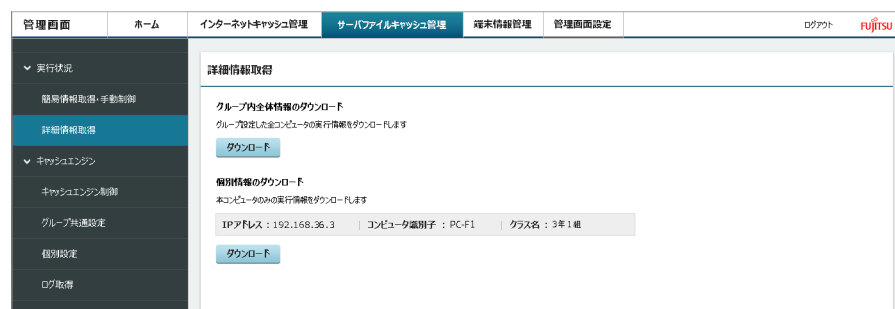 管理画面 ホーム インターネットキャッシュ管理 サーバファイルキャッシュ管理 端末情報管理 管理画面設定 ログアウト FUJITSU
実行状況
簡易情報取得・手動制御
詳細情報取得
キャッシュエンジン
キャッシュエンジン制御
グループ共通設定
個別設定
ログ取得
詳細情報取得
グループ内全体情報のダウンロード
グループ設定した全コンピュータの実行情報をダウンロードします
ダウンロード
個別情報のダウンロード
本コンピュータのみの実行情報をダウンロードします
IPアドレス：192.168.36.3 | コンピュータ識別子 ：PC-F1 | クラス名 ：3年1組
ダウンロード